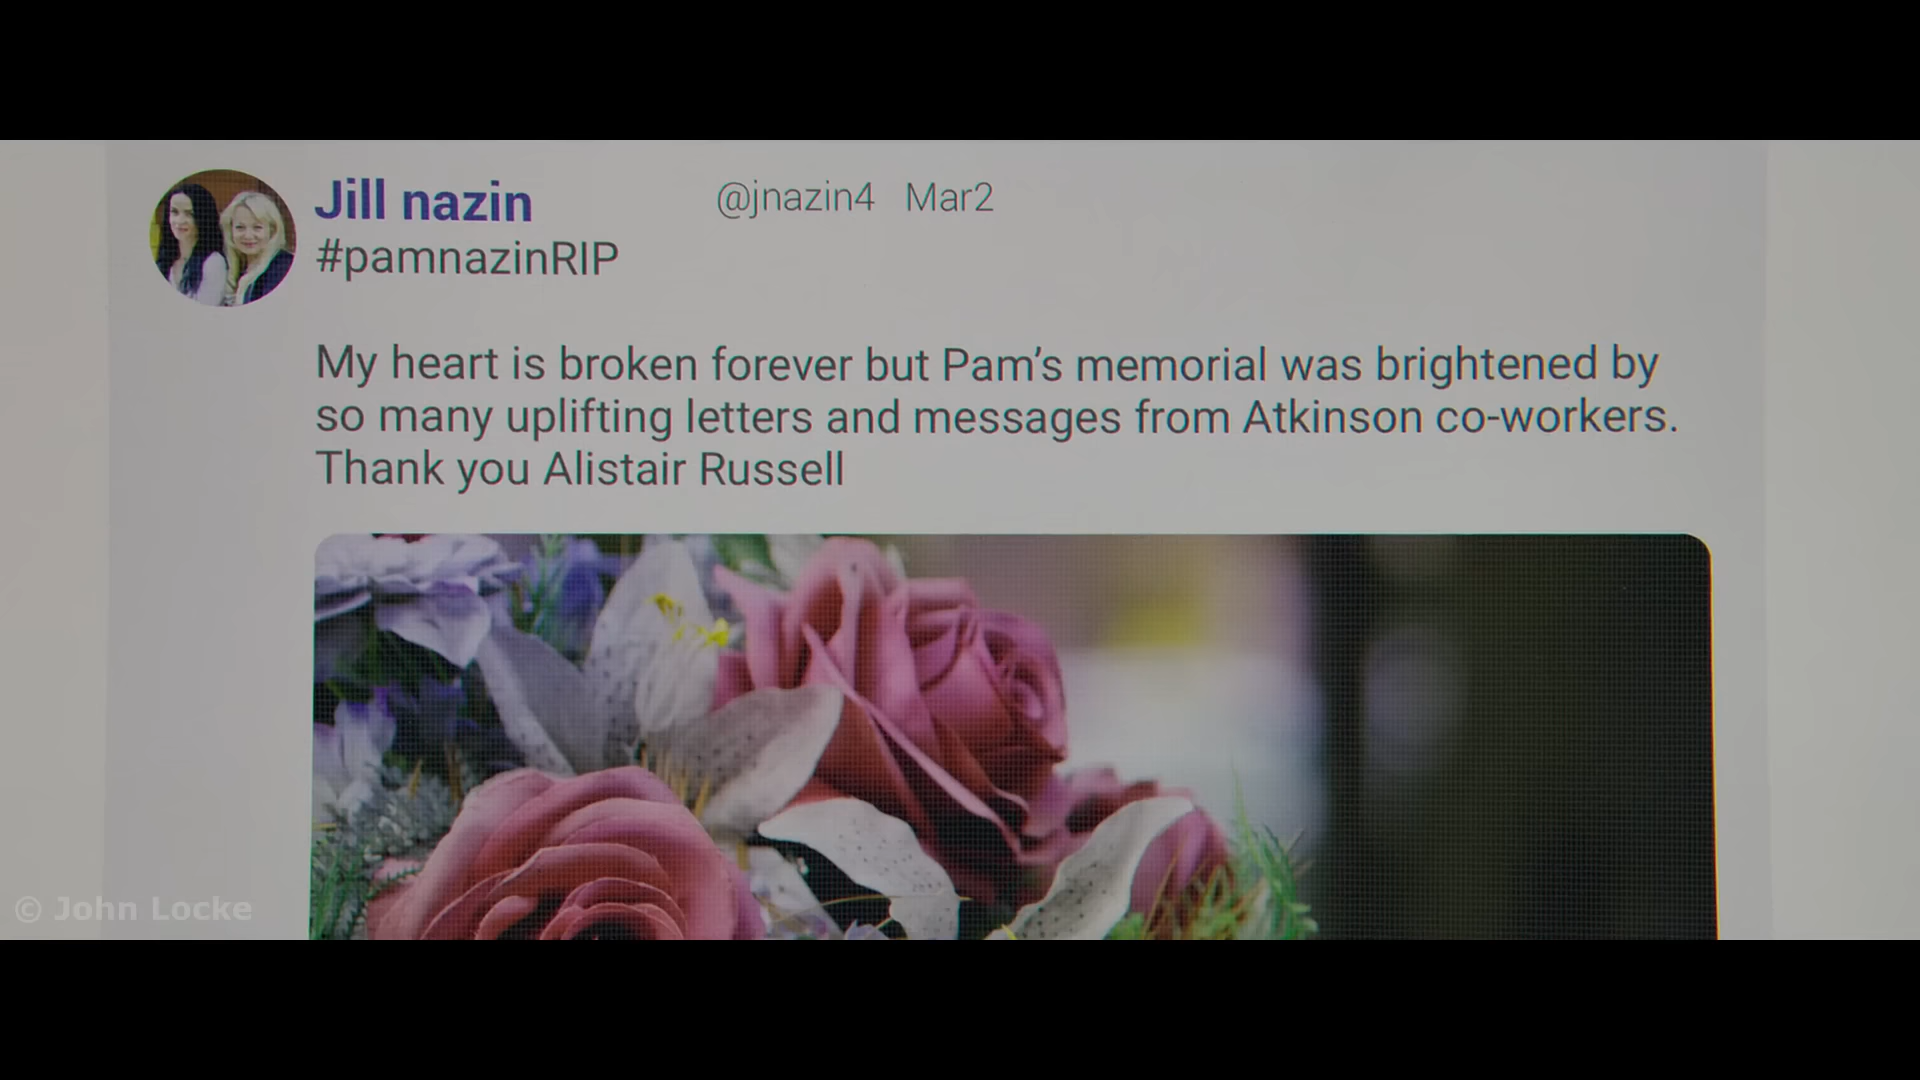 Jill nazin @jnazin4 Mar2
#pamnazinRIP
My heart is broken forever but Pam's memorial was brightened by
so many uplifting letters and messages from Atkinson co-workers.
Thank you Alistair Russell
© John Locke